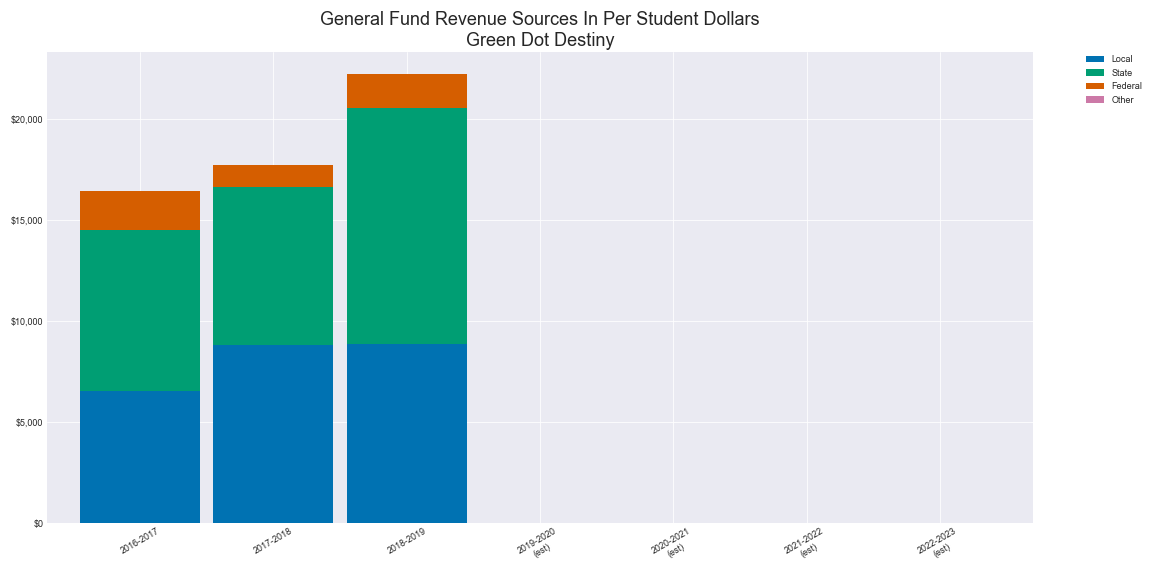 General Fund Revenue Sources In Per Student Dollars
Green Dot Destiny
Local
State
Federal
Other
$20,000
$15,000
$10,000
$5,000
$0
2016-2017
2017-2018
2018-2019
2019-2020
(est)
2020-2021
(est)
2021-2022
(est)
2022-2023
(est)